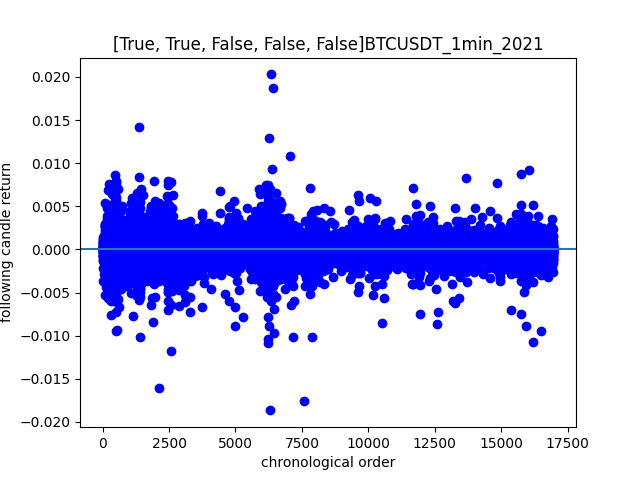 [True, True, False, False, False]BTCUSDT_1min_2021
following candle return
0.020
0.015
0.010
0.005
0.000
−0.005
−0.010
−0.015
−0.020
0 2500 5000 7500 10000 12500 15000 17500
chronological order